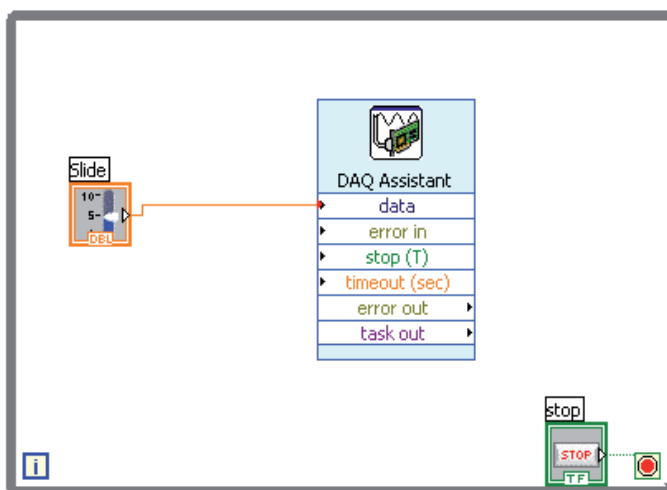 Slide
10-
5-
DBL
DAQ Assistant
data
error in
stop (T)
timeout (sec)
error out
task out
stop
STOP
TF
i